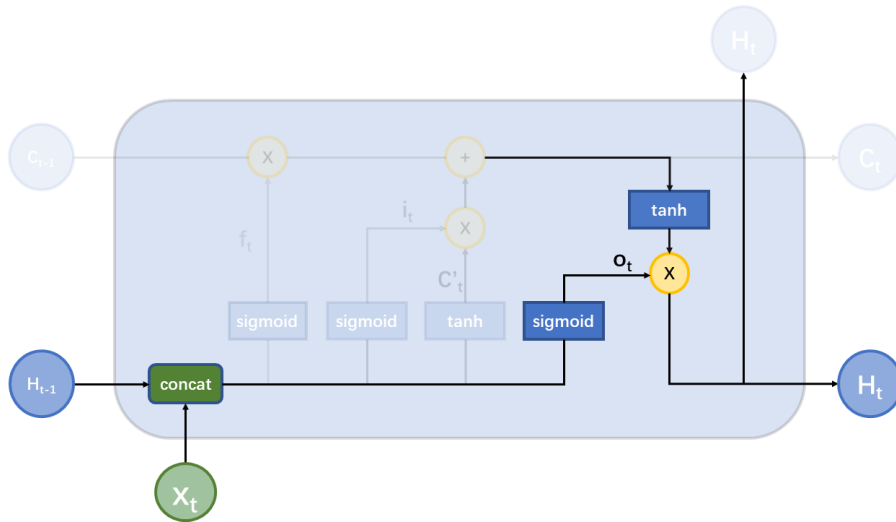 Hₜ
Cₜ₋₁
X
+
Cₜ
iₜ
tanh
fₜ
X
oₜ
X
C'ₜ
sigmoid
sigmoid
tanh
sigmoid
Hₜ₋₁
concat
Hₜ
Xₜ